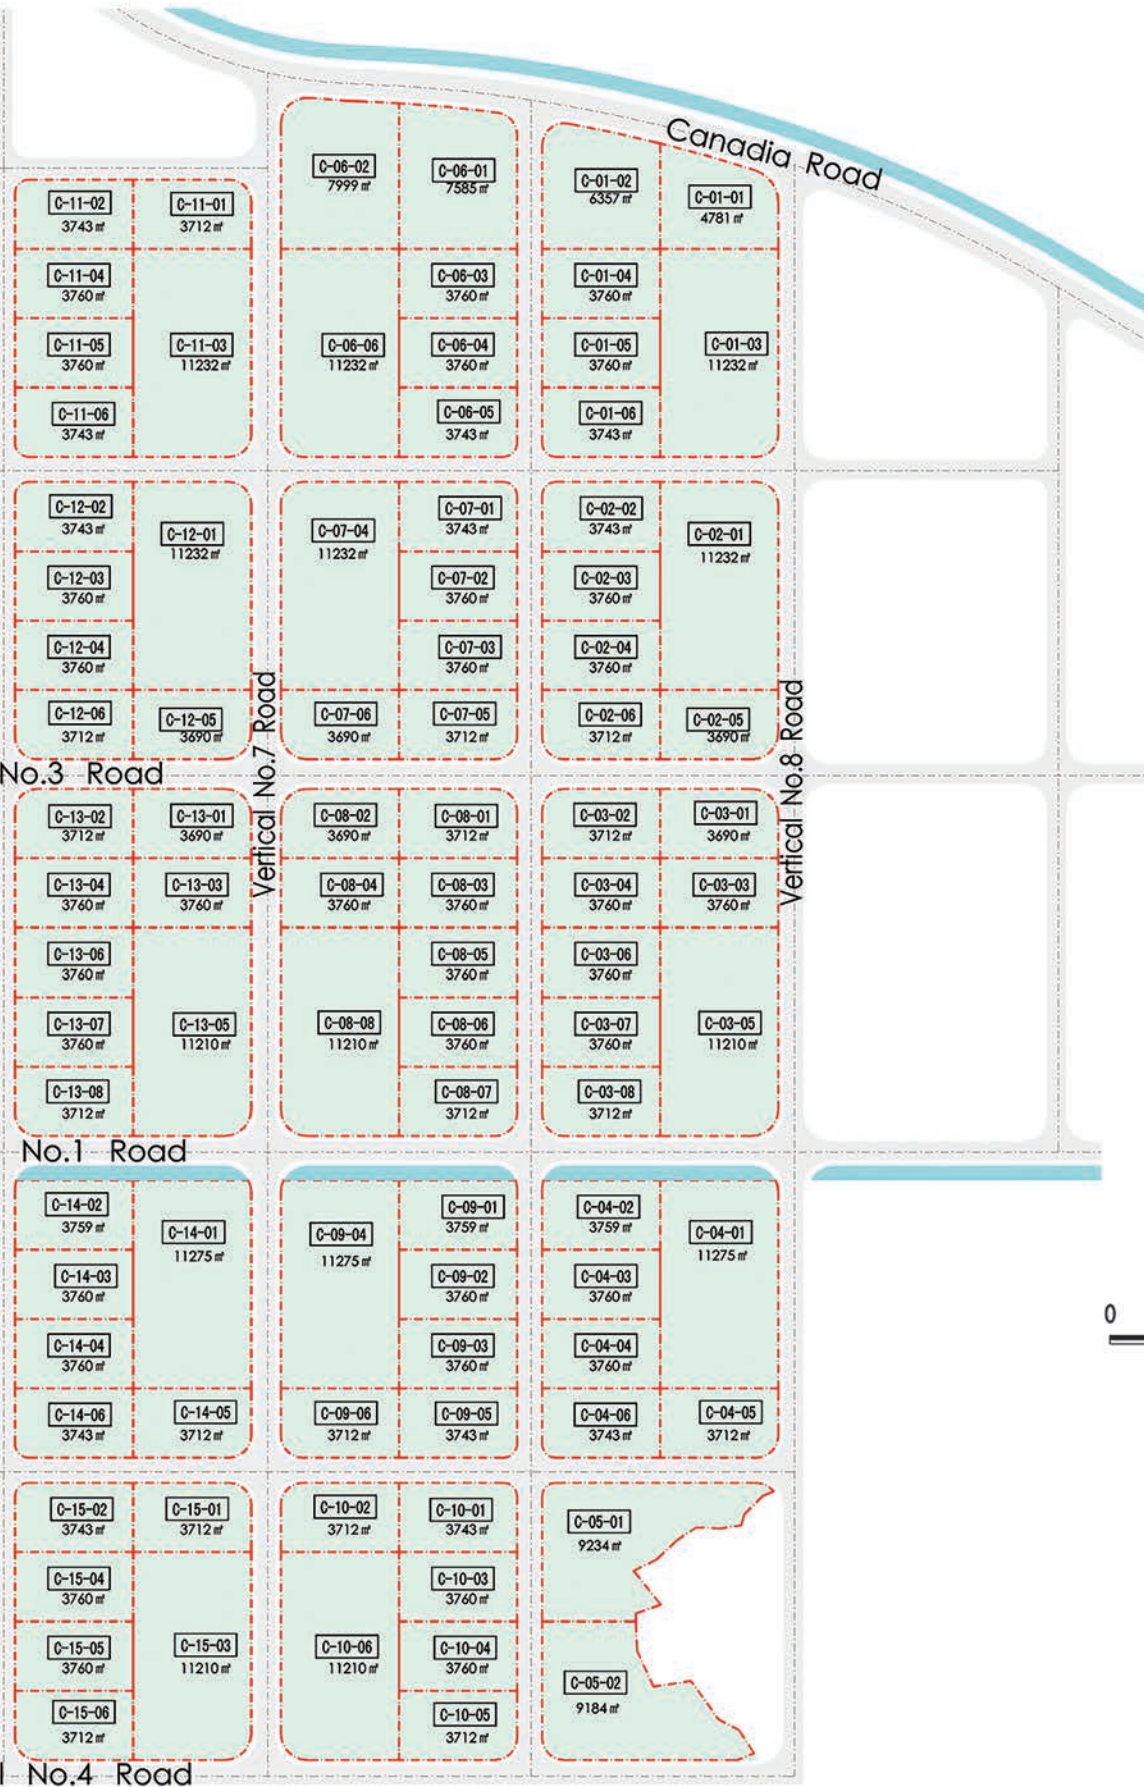 Canadia Road
C-06-02
7999㎡
C-06-01
7585㎡
C-01-02
6357㎡
C-01-01
4781㎡
C-11-02
3743㎡
C-11-01
3712㎡
C-11-04
3760㎡
C-06-03
3760㎡
C-01-04
3760㎡
C-11-05
3760㎡
C-11-03
11232㎡
C-06-06
11232㎡
C-06-04
3760㎡
C-01-05
3760㎡
C-01-03
11232㎡
C-11-06
3743㎡
C-06-05
3743㎡
C-01-06
3743㎡
C-12-02
3743㎡
C-12-01
11232㎡
C-07-04
11232㎡
C-07-01
3743㎡
C-02-02
3743㎡
C-02-01
11232㎡
C-12-03
3760㎡
C-07-02
3760㎡
C-02-03
3760㎡
C-12-04
3760㎡
C-07-03
3760㎡
C-02-04
3760㎡
C-12-06
3712㎡
C-12-05
3690㎡
C-07-06
3690㎡
C-07-05
3712㎡
C-02-06
3712㎡
C-02-05
3690㎡
Vertical No.7 Road
Vertical No.8 Road
No.3 Road
C-13-02
3712㎡
C-13-01
3690㎡
C-08-02
3690㎡
C-08-01
3712㎡
C-03-02
3712㎡
C-03-01
3690㎡
C-13-04
3760㎡
C-13-03
3760㎡
C-08-04
3760㎡
C-08-03
3760㎡
C-03-04
3760㎡
C-03-03
3760㎡
C-13-06
3760㎡
C-08-05
3760㎡
C-03-06
3760㎡
C-13-07
3760㎡
C-13-05
11210㎡
C-08-08
11210㎡
C-08-06
3760㎡
C-03-07
3760㎡
C-03-05
11210㎡
C-13-08
3712㎡
C-08-07
3712㎡
C-03-08
3712㎡
No.1 Road
C-14-02
3759㎡
C-14-01
11275㎡
C-09-04
11275㎡
C-09-01
3759㎡
C-04-02
3759㎡
C-04-01
11275㎡
C-14-03
3760㎡
C-09-02
3760㎡
C-04-03
3760㎡
C-14-04
3760㎡
C-09-03
3760㎡
C-04-04
3760㎡
0
C-14-06
3743㎡
C-14-05
3712㎡
C-09-06
3712㎡
C-09-05
3743㎡
C-04-06
3743㎡
C-04-05
3712㎡
C-15-02
3743㎡
C-15-01
3712㎡
C-10-02
3712㎡
C-10-01
3743㎡
C-05-01
9234㎡
C-15-04
3760㎡
C-10-03
3760㎡
C-15-05
3760㎡
C-15-03
11210㎡
C-10-06
11210㎡
C-10-04
3760㎡
C-05-02
9184㎡
C-15-06
3712㎡
C-10-05
3712㎡
No.4 Road